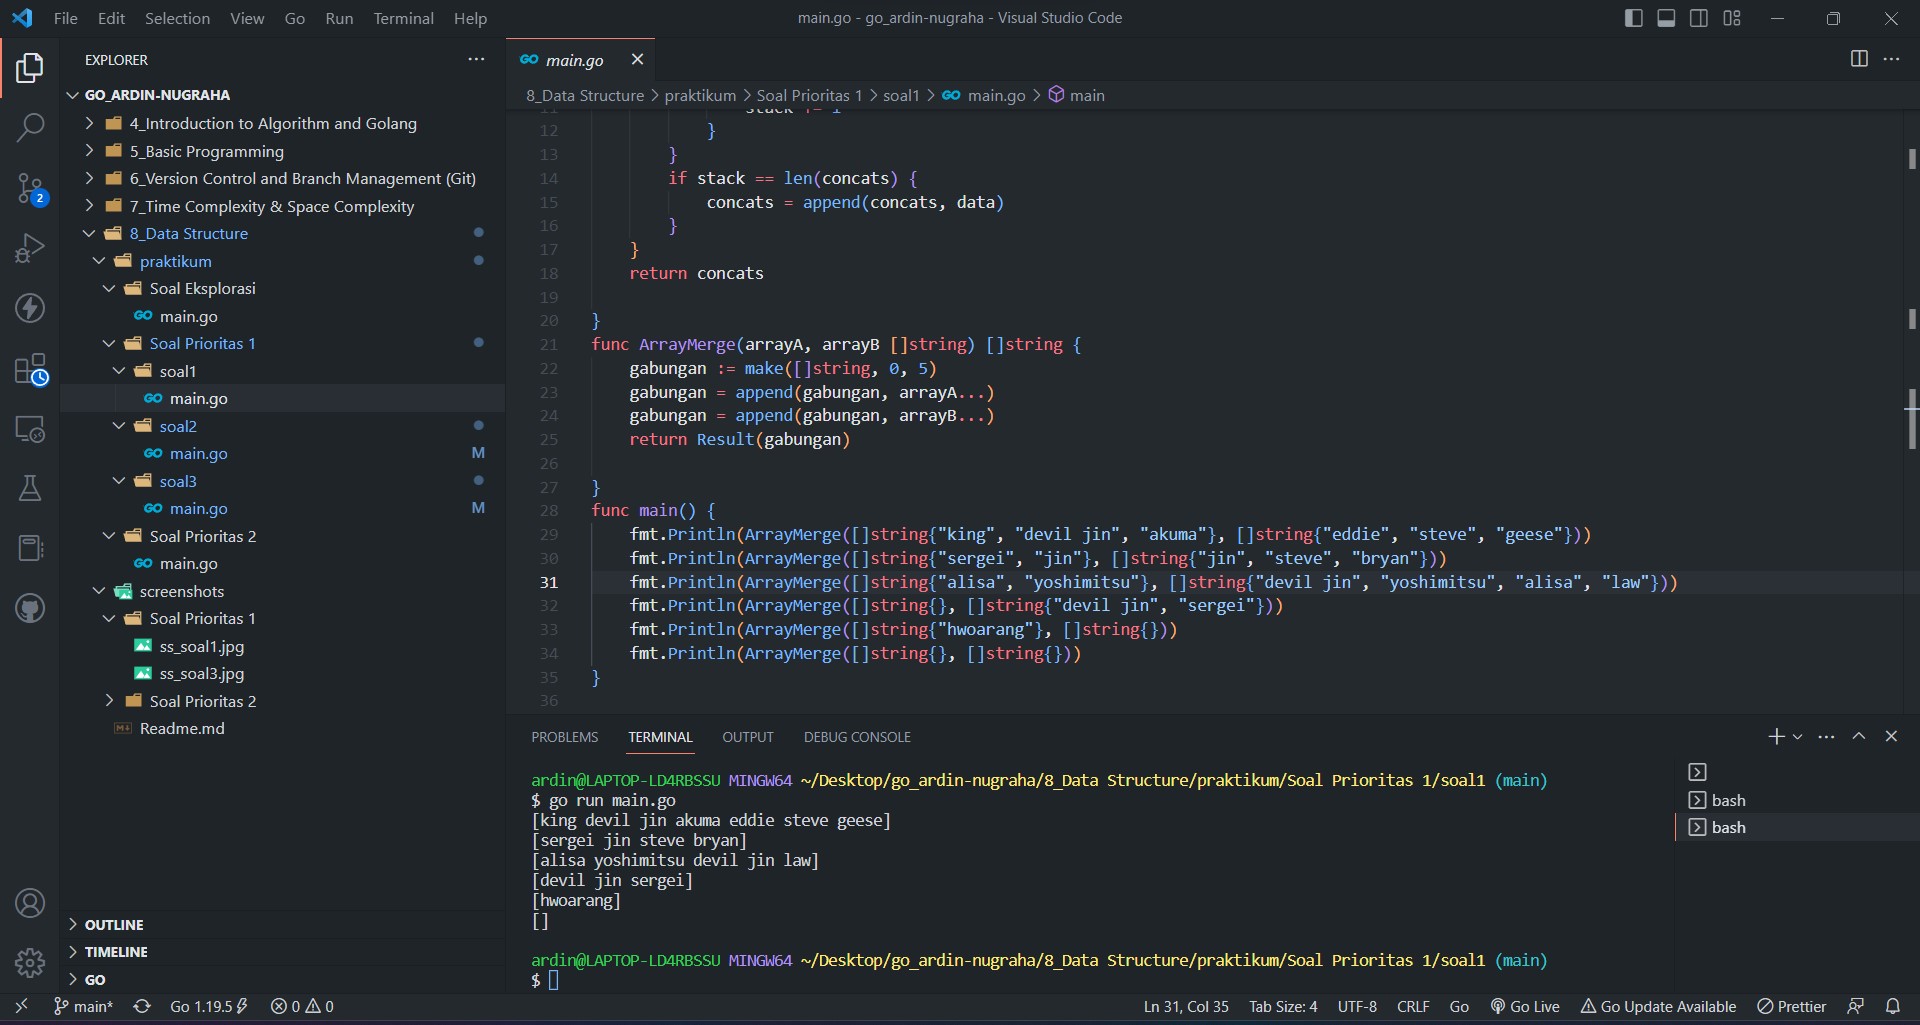 File Edit Selection View Go Run Terminal Help
main.go - go_ardin-nugraha - Visual Studio Code
EXPLORER
GO_ARDIN-NUGRAHA
4_Introduction to Algorithm and Golang
5_Basic Programming
6_Version Control and Branch Management (Git)
7_Time Complexity & Space Complexity
8_Data Structure
praktikum
Soal Eksplorasi
GO main.go
Soal Prioritas 1
soal1
GO main.go
soal2
GO main.go M
soal3
GO main.go M
Soal Prioritas 2
GO main.go
screenshots
Soal Prioritas 1
ss_soal1.jpg
ss_soal3.jpg
Soal Prioritas 2
Readme.md
OUTLINE
TIMELINE
GO
2
GO main.go
8_Data Structure > praktikum > Soal Prioritas 1 > soal1 > GO main.go > main
12 }
13 }
14 if stack == len(concats) {
15 concats = append(concats, data)
16 }
17 }
18 return concats
19
20 }
21 func ArrayMerge(arrayA, arrayB []string) []string {
22 gabungan := make([]string, 0, 5)
23 gabungan = append(gabungan, arrayA...)
24 gabungan = append(gabungan, arrayB...)
25 return Result(gabungan)
26
27 }
28 func main() {
29 fmt.Println(ArrayMerge([]string{"king", "devil jin", "akuma"}, []string{"eddie", "steve", "geese"}))
30 fmt.Println(ArrayMerge([]string{"sergei", "jin"}, []string{"jin", "steve", "bryan"}))
31 fmt.Println(ArrayMerge([]string{"alisa", "yoshimitsu"}, []string{"devil jin", "yoshimitsu", "alisa", "law"}))
32 fmt.Println(ArrayMerge([]string{}, []string{"devil jin", "sergei"}))
33 fmt.Println(ArrayMerge([]string{"hwoarang"}, []string{}))
34 fmt.Println(ArrayMerge([]string{}, []string{}))
35 }
36
PROBLEMS TERMINAL OUTPUT DEBUG CONSOLE
ardin@LAPTOP-LD4RBSSU MINGW64 ~/Desktop/go_ardin-nugraha/8_Data Structure/praktikum/Soal Prioritas 1/soal1 (main)
$ go run main.go
[king devil jin akuma eddie steve geese]
[sergei jin steve bryan]
[alisa yoshimitsu devil jin law]
[devil jin sergei]
[hwoarang]
[]
ardin@LAPTOP-LD4RBSSU MINGW64 ~/Desktop/go_ardin-nugraha/8_Data Structure/praktikum/Soal Prioritas 1/soal1 (main)
$
bash
bash
main* Go 1.19.5 0 0
Ln 31, Col 35 Tab Size: 4 UTF-8 CRLF Go Go Live Go Update Available Prettier